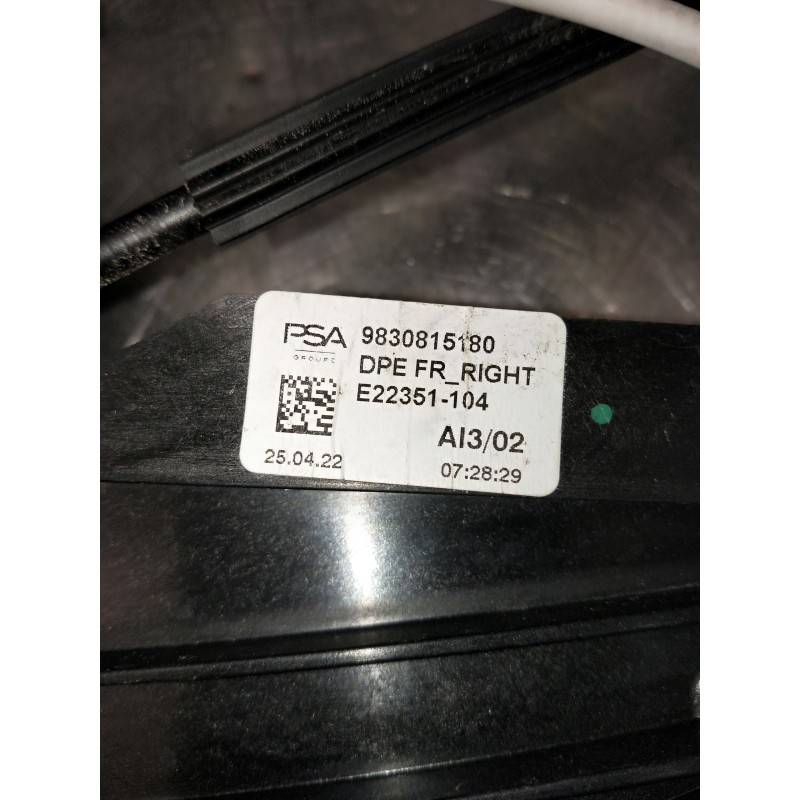 PSA 9830815180
GROUPE
DPE FR_RIGHT
E22351-104
AI3/02
25.04.22 07:28:29